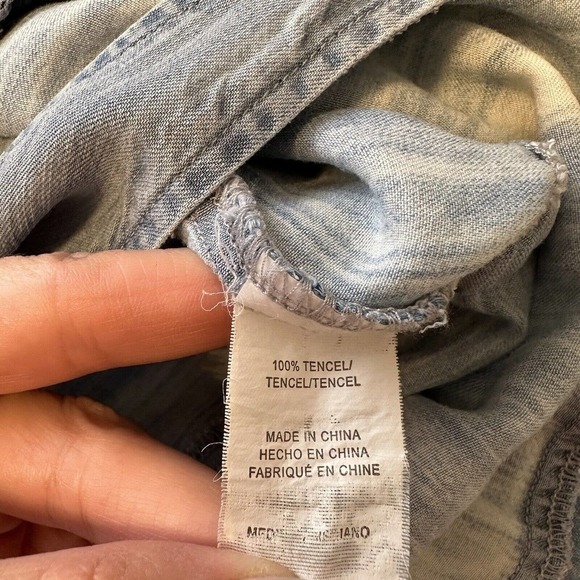 100% TENCEL/
TENCEL/TENCEL
MADE IN CHINA
HECHO EN CHINA
FABRIQUÉ EN CHINE